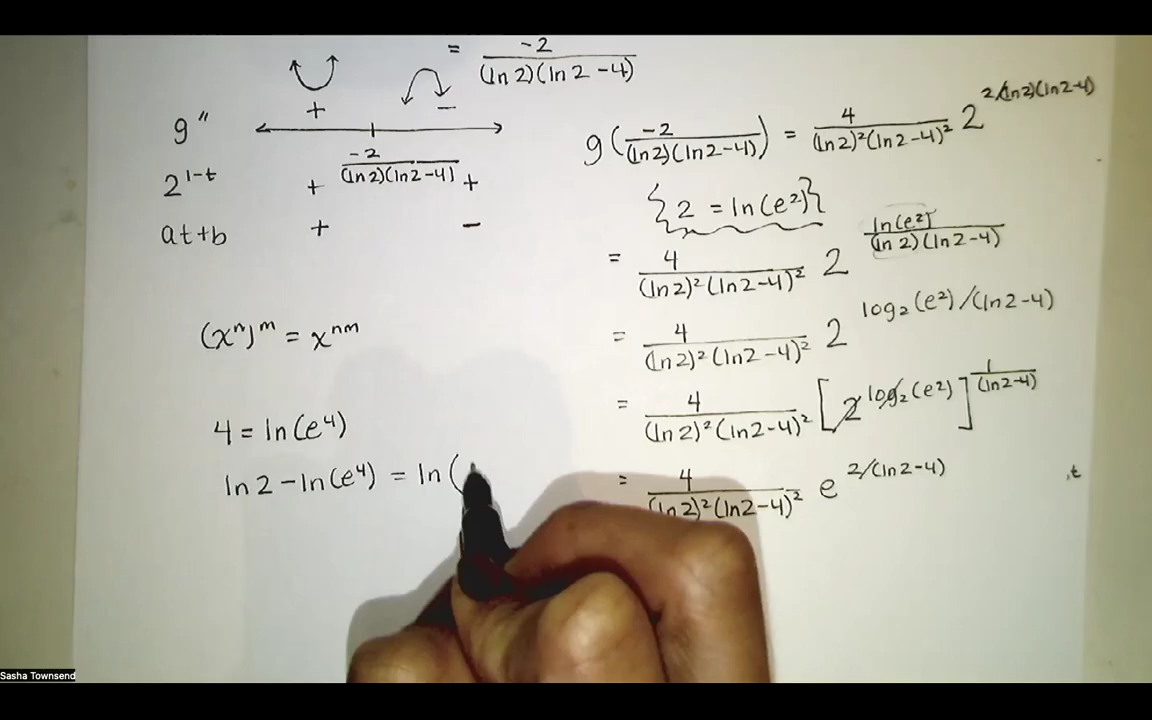 = -2 / (ln 2)(ln 2 - 4)
+ -
g″
-2 / (ln 2)(ln 2 - 4)
2^(1-t) + +
at+b + -
g( -2 / (ln 2)(ln 2 - 4) ) = 4 / (ln 2)²(ln 2 - 4)² 2^(2/(ln 2)(ln 2 - 4))
{2 = ln(e²)}
= 4 / (ln 2)²(ln 2 - 4)² 2^(ln(e²) / (ln 2)(ln 2 - 4))
= 4 / (ln 2)²(ln 2 - 4)² 2^(log₂(e²)/(ln 2 - 4))
(xⁿ)ᵐ = xⁿᵐ
= 4 / (ln 2)²(ln 2 - 4)² [2^(log₂(e²))]^(1/(ln 2 - 4))
4 = ln(e⁴)
ln 2 - ln(e⁴) = ln(
= 4 / (ln 2)²(ln 2 - 4)² e^(2/(ln 2 - 4))
Sasha Townsend